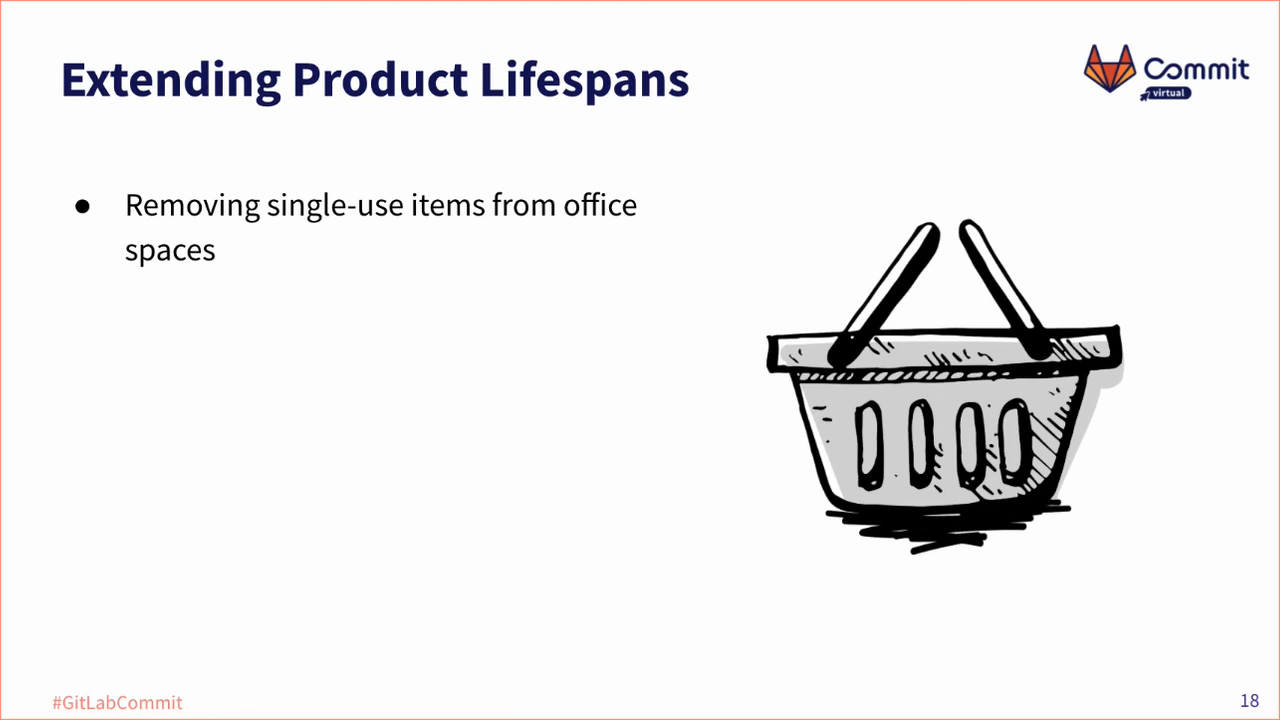 Extending Product Lifespans
Commit
virtual
● Removing single-use items from office
spaces
#GitLabCommit
18